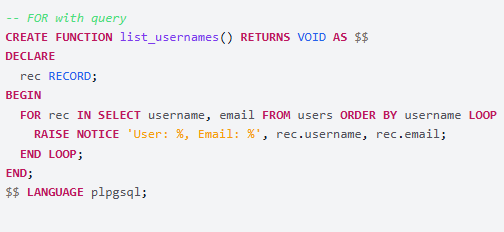 -- FOR with query
CREATE FUNCTION list_usernames() RETURNS VOID AS $$
DECLARE
  rec RECORD;
BEGIN
  FOR rec IN SELECT username, email FROM users ORDER BY username LOOP
    RAISE NOTICE 'User: %, Email: %', rec.username, rec.email;
  END LOOP;
END;
$$ LANGUAGE plpgsql;